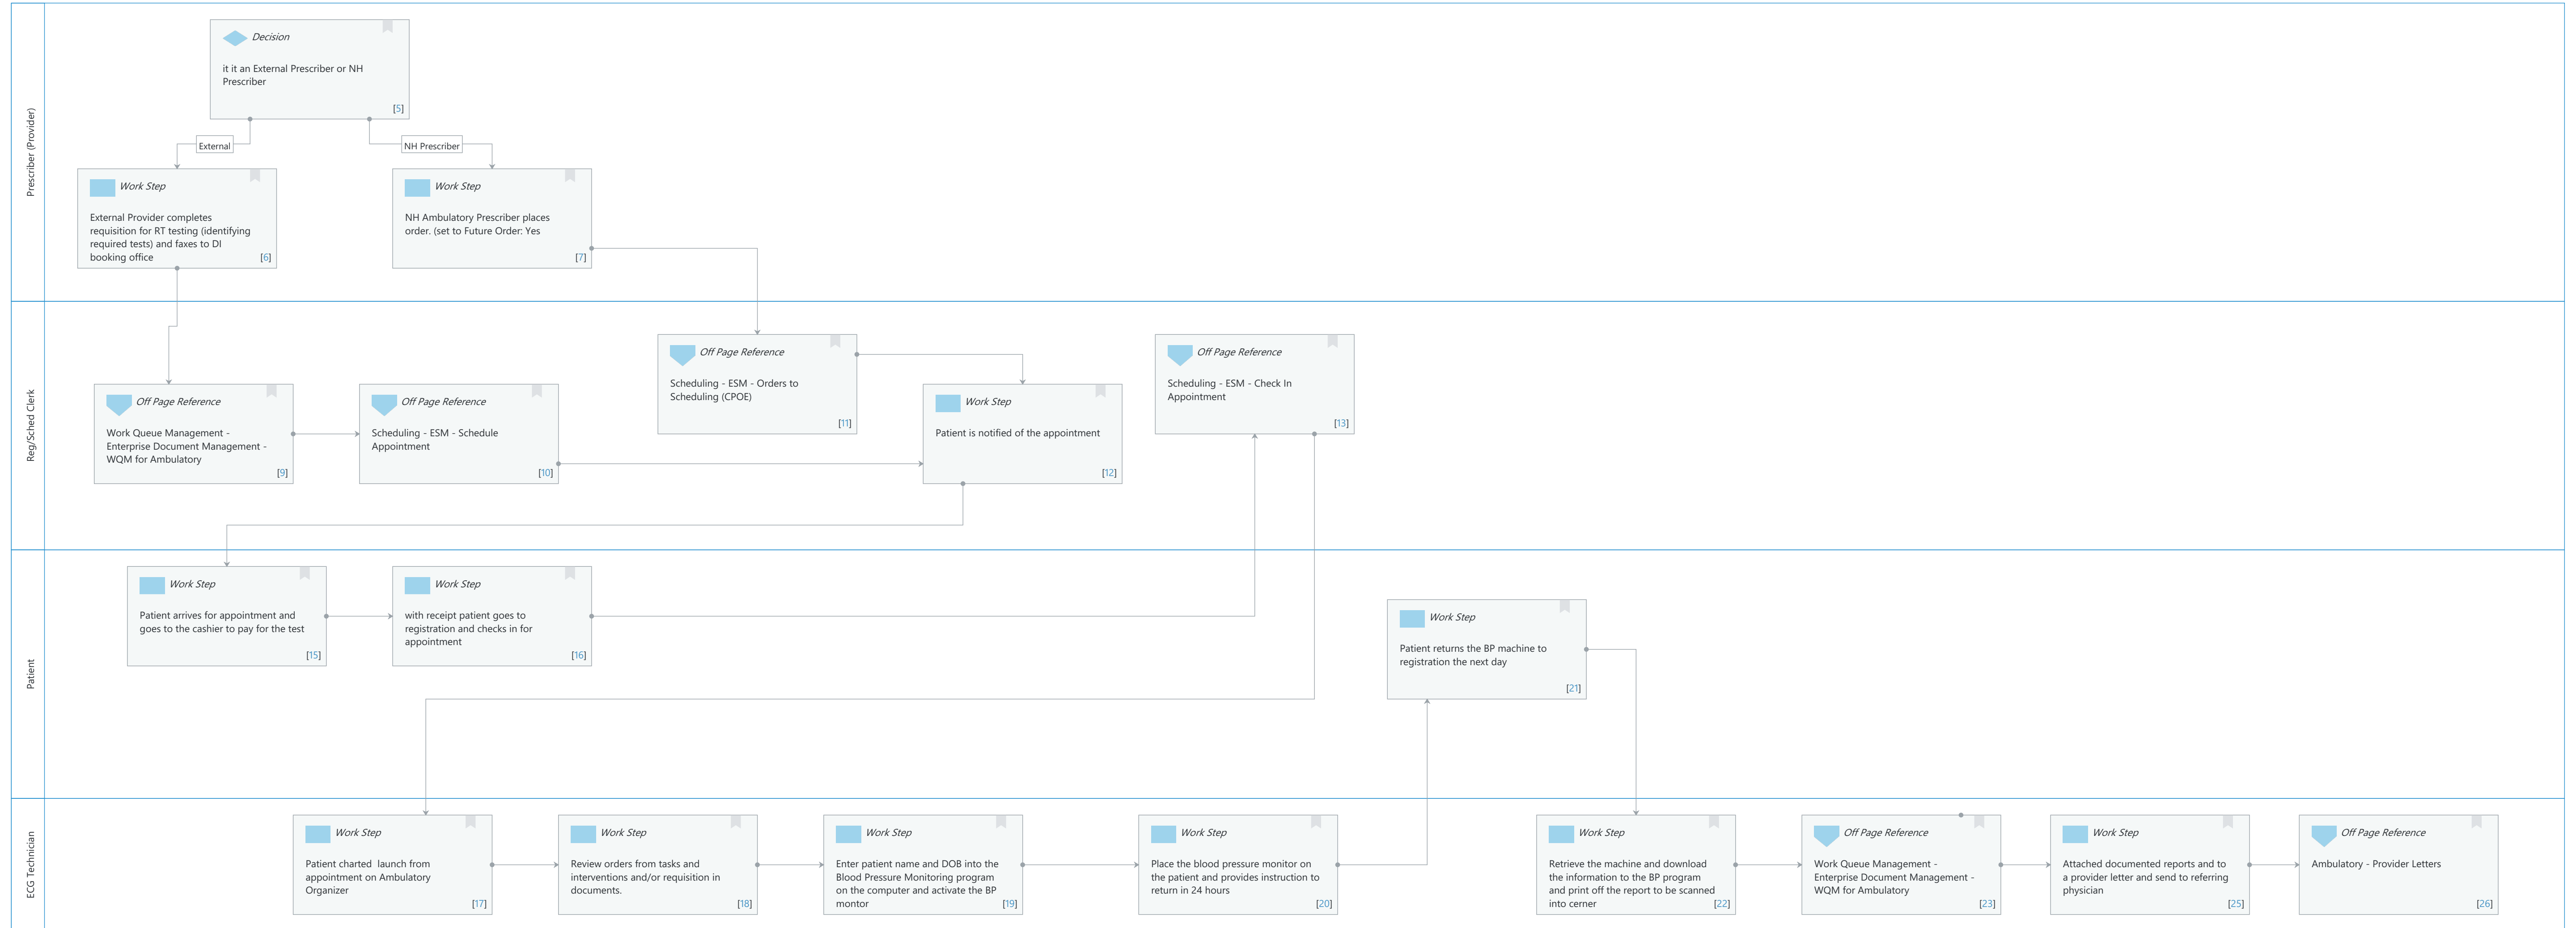 Prescriber (Provider)
Decision
it it an External Prescriber or NH
Prescriber
[5]
External
NH Prescriber
Work Step
External Provider completes
requisition for RT testing (identifying
required tests) and faxes to DI
booking office
[6]
Work Step
NH Ambulatory Prescriber places
order. (set to Future Order: Yes
[7]
Reg/Sched Clerk
Off Page Reference
Work Queue Management -
Enterprise Document Management -
WQM for Ambulatory
[9]
Off Page Reference
Scheduling - ESM - Schedule
Appointment
[10]
Off Page Reference
Scheduling - ESM - Orders to
Scheduling (CPOE)
[11]
Work Step
Patient is notified of the appointment
[12]
Off Page Reference
Scheduling - ESM - Check In
Appointment
[13]
Patient
Work Step
Patient arrives for appointment and
goes to the cashier to pay for the test
[15]
Work Step
with receipt patient goes to
registration and checks in for
appointment
[16]
Work Step
Patient returns the BP machine to
registration the next day
[21]
ECG Technician
Work Step
Patient charted  launch from
appointment on Ambulatory
Organizer
[17]
Work Step
Review orders from tasks and
interventions and/or requisition in
documents.
[18]
Work Step
Enter patient name and DOB into the
Blood Pressure Monitoring program
on the computer and activate the BP
montor
[19]
Work Step
Place the blood pressure monitor on
the patient and provides instruction to
return in 24 hours
[20]
Work Step
Retrieve the machine and download
the information to the BP program
and print off the report to be scanned
into cerner
[22]
Off Page Reference
Work Queue Management -
Enterprise Document Management -
WQM for Ambulatory
[23]
Work Step
Attached documented reports and to
a provider letter and send to referring
physician
[25]
Off Page Reference
Ambulatory - Provider Letters
[26]